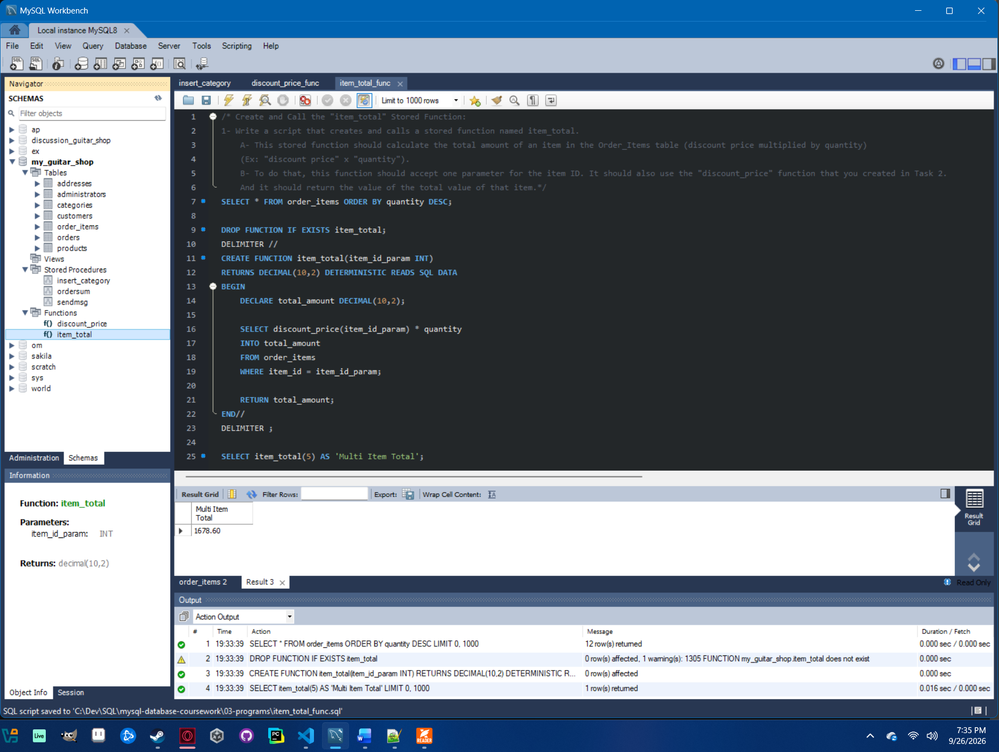 MySQL Workbench
Local instance MySQL8
File Edit View Query Database Server Tools Scripting Help
Navigator
SCHEMAS
Filter objects
ap
discussion_guitar_shop
ex
my_guitar_shop
Tables
addresses
administrators
categories
customers
order_items
orders
products
Views
Stored Procedures
insert_category
ordersum
sendmsg
Functions
f() discount_price
f() item_total
om
sakila
scratch
sys
world
Administration Schemas
Information
Function: item_total
Parameters:
item_id_param: INT
Returns: decimal(10,2)
Object Info Session
insert_category discount_price_func item_total_func
Limit to 1000 rows
1 /* Create and Call the "item_total" Stored Function:
2 1- Write a script that creates and calls a stored function named item_total.
3 A- This stored function should calculate the total amount of an item in the Order_Items table (discount price multiplied by quantity)
4 (Ex: "discount price" x "quantity").
5 B- To do that, this function should accept one parameter for the item ID. It should also use the "discount_price" function that you created in Task 2.
6 And it should return the value of the total value of that item.*/
7 SELECT * FROM order_items ORDER BY quantity DESC;
8
9 DROP FUNCTION IF EXISTS item_total;
10 DELIMITER //
11 CREATE FUNCTION item_total(item_id_param INT)
12 RETURNS DECIMAL(10,2) DETERMINISTIC READS SQL DATA
13 BEGIN
14 DECLARE total_amount DECIMAL(10,2);
15
16 SELECT discount_price(item_id_param) * quantity
17 INTO total_amount
18 FROM order_items
19 WHERE item_id = item_id_param;
20
21 RETURN total_amount;
22 END//
23 DELIMITER ;
24
25 SELECT item_total(5) AS 'Multi Item Total';
Result Grid Filter Rows: Export: Wrap Cell Content:
Multi Item
Total
1678.60
Result
Grid
order_items 2 Result 3
Read Only
Output
Action Output
# Time Action Message Duration / Fetch
1 19:33:39 SELECT * FROM order_items ORDER BY quantity DESC LIMIT 0, 1000 12 row(s) returned 0.000 sec / 0.000 sec
2 19:33:39 DROP FUNCTION IF EXISTS item_total 0 row(s) affected, 1 warning(s): 1305 FUNCTION my_guitar_shop.item_total does not exist 0.000 sec
3 19:33:39 CREATE FUNCTION item_total(item_id_param INT) RETURNS DECIMAL(10,2) DETERMINISTIC R... 0 row(s) affected 0.000 sec
4 19:33:39 SELECT item_total(5) AS 'Multi Item Total' LIMIT 0, 1000 1 row(s) returned 0.016 sec / 0.000 sec
SQL script saved to 'C:\Dev\SQL\mysql-database-coursework\03-programs\item_total_func.sql'
Live
PC
W
READER
7:35 PM
9/26/2026